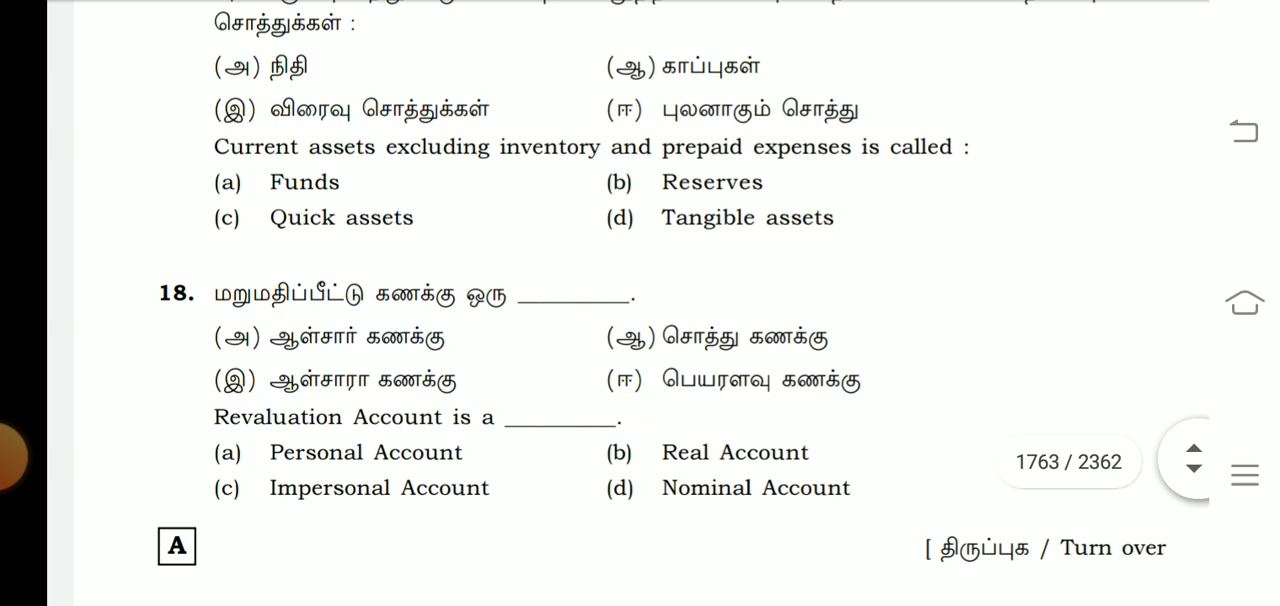 சொத்துக்கள் :
(அ) நிதி (ஆ) காப்புகள்
(இ) விரைவு சொத்துக்கள் (ஈ) புலனாகும் சொத்து
Current assets excluding inventory and prepaid expenses is called :
(a) Funds (b) Reserves
(c) Quick assets (d) Tangible assets
18. மறுமதிப்பீட்டு கணக்கு ஒரு __________.
(அ) ஆள்சார் கணக்கு (ஆ) சொத்து கணக்கு
(இ) ஆள்சாரா கணக்கு (ஈ) பெயரளவு கணக்கு
Revaluation Account is a __________.
(a) Personal Account (b) Real Account
(c) Impersonal Account (d) Nominal Account
1763 / 2362
A [ திருப்புக / Turn over